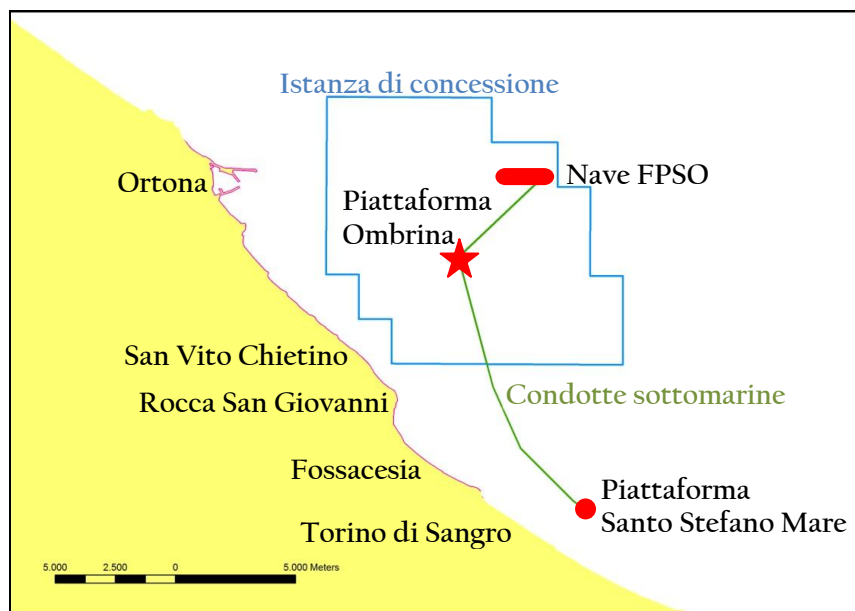 Istanza di concessione
Ortona
Nave FPSO
Piattaforma
Ombrina
San Vito Chietino
Rocca San Giovanni
Condotte sottomarine
Fossacesia
Piattaforma
Santo Stefano Mare
Torino di Sangro
5.000 2.500 0 5.000 Meters